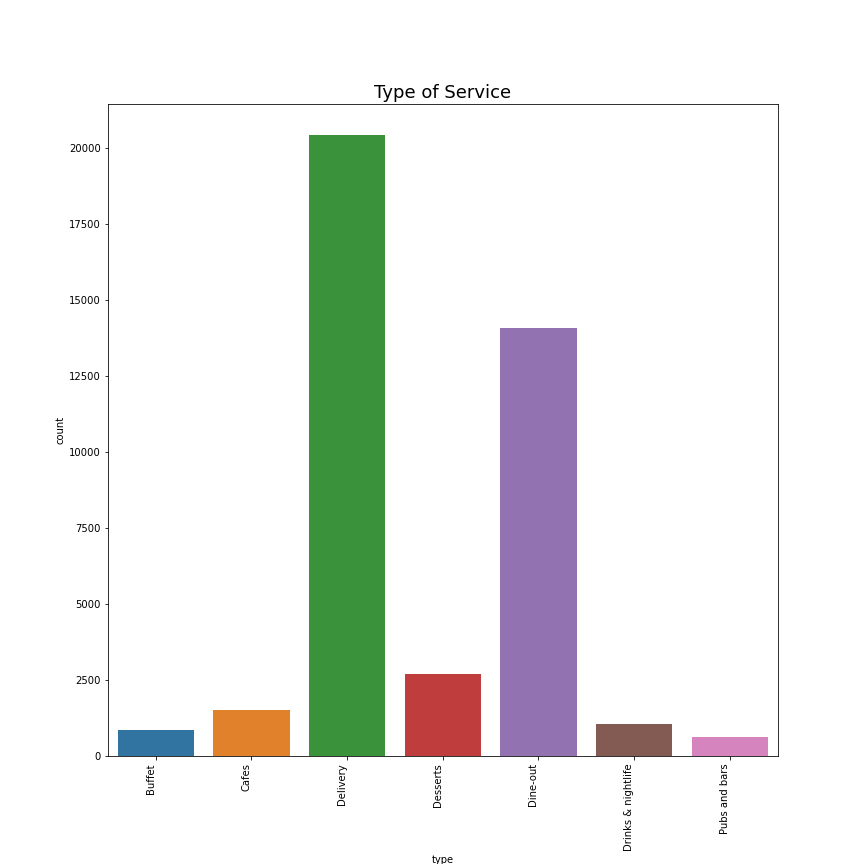 Type of Service
20000
17500
15000
12500
10000
7500
5000
2500
0
count
Buffet
Cafes
Delivery
Desserts
Dine-out
Drinks & nightlife
Pubs and bars
type